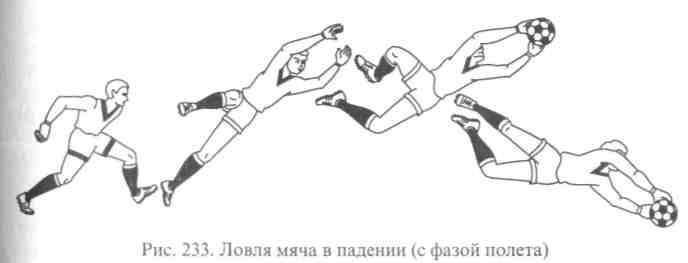 Рис. 233. Ловля мяча в падении (с фазой полета)